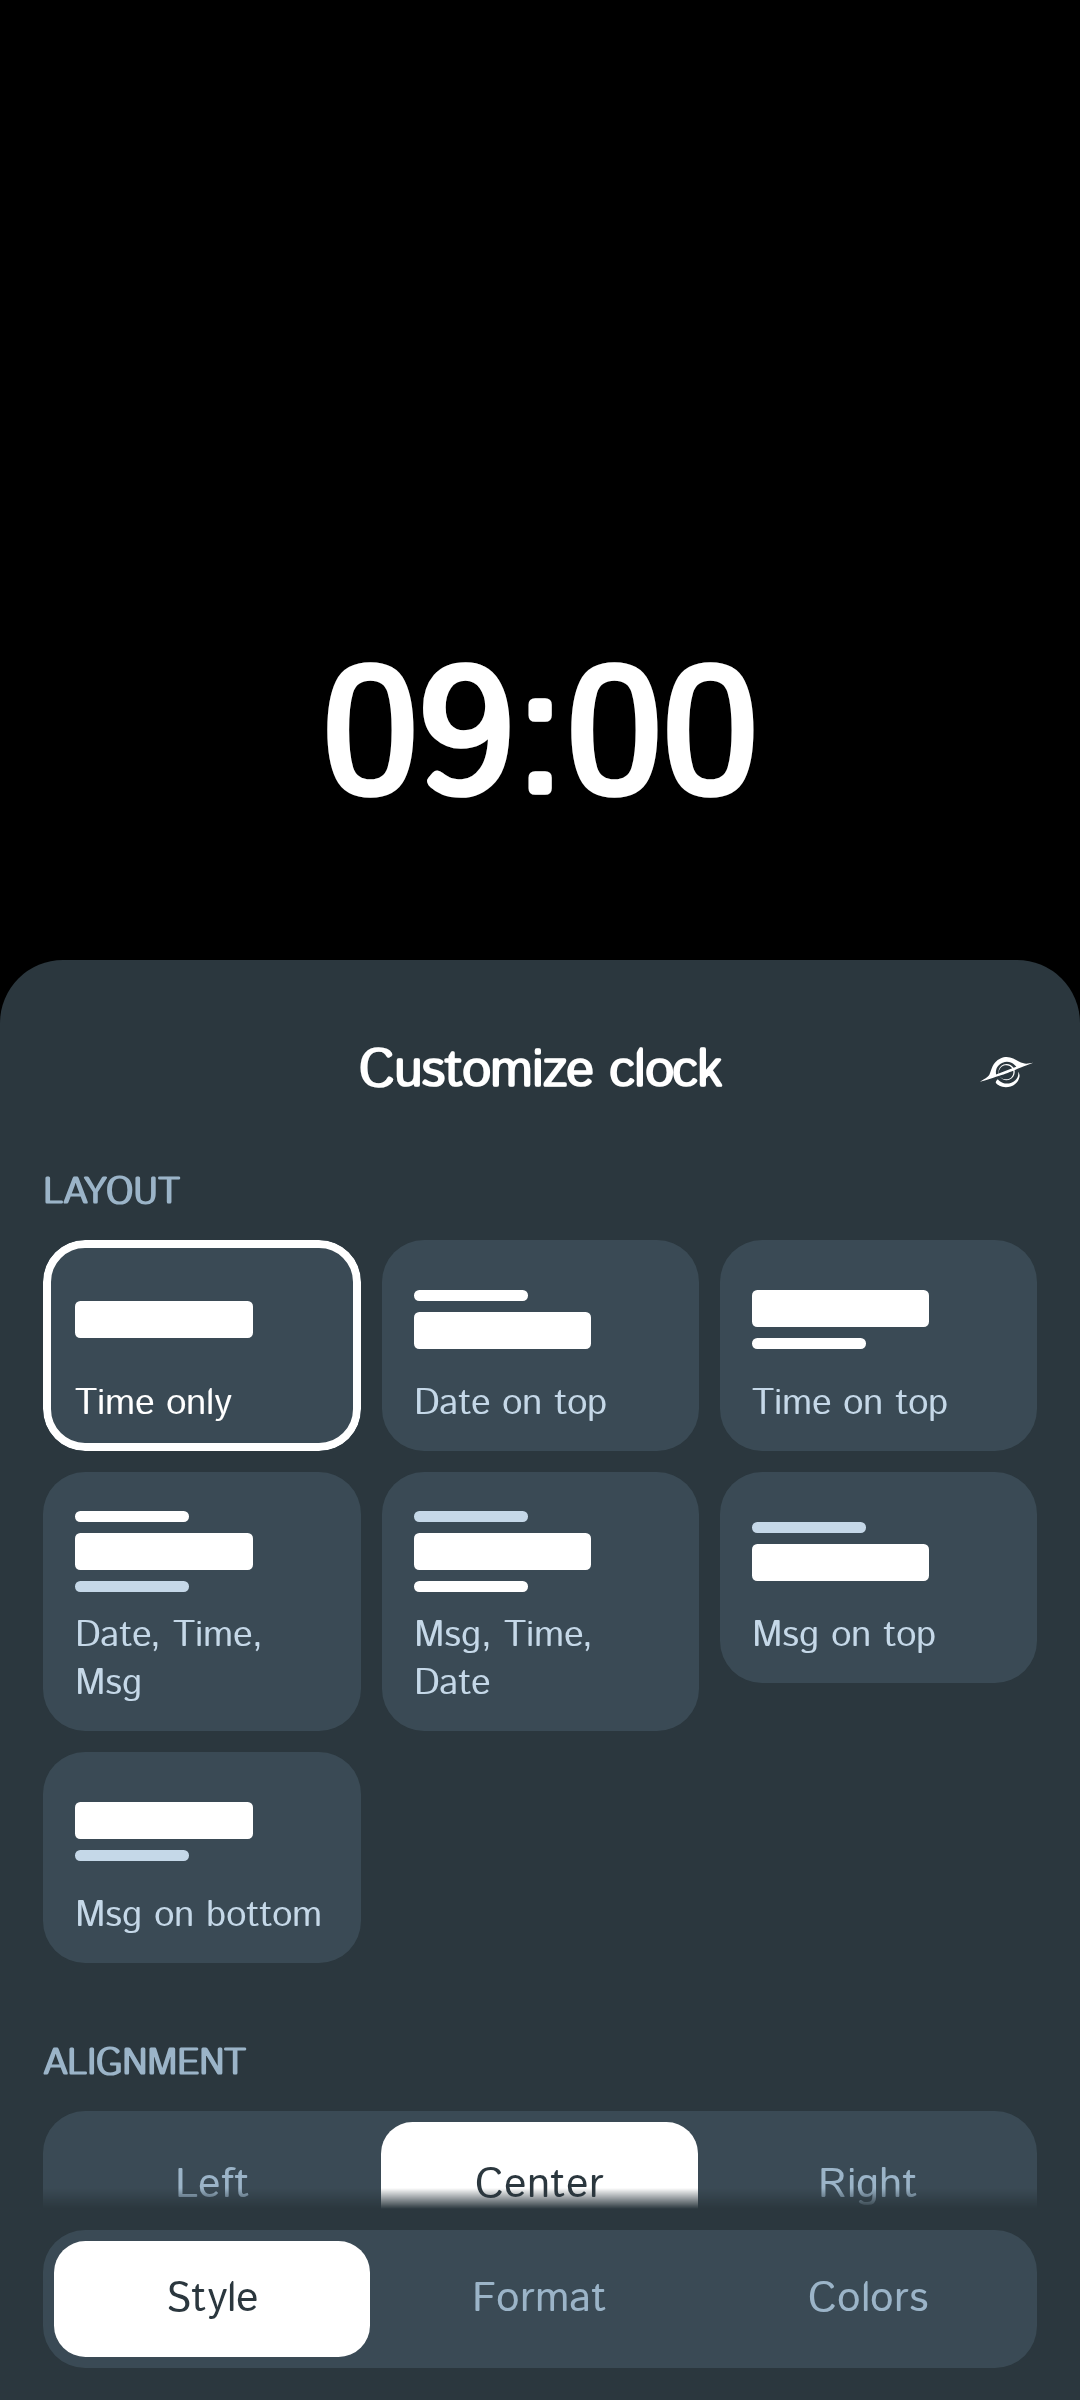 09:00
Customize clock
LAYOUT
Time only
Date on top
Time on top
Date, Time,
Msg
Msg, Time,
Date
Msg on top
Msg on bottom
ALIGNMENT
Left
Center
Right
Style
Format
Colors